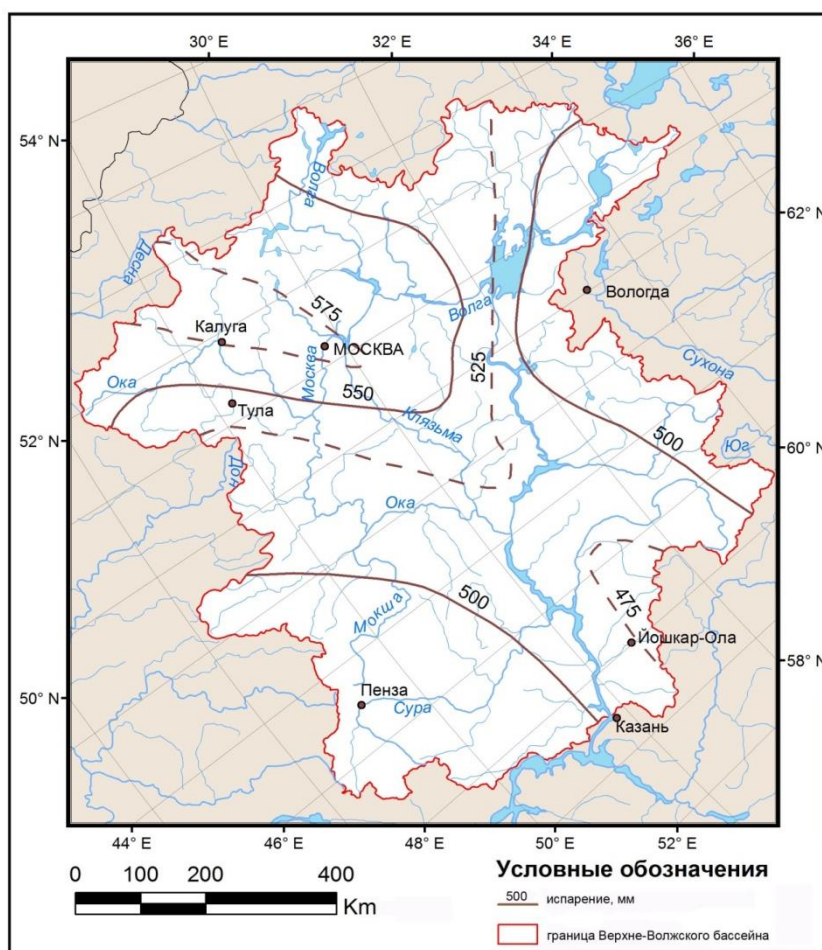 30° E
32° E
34° E
36° E
54° N
62° N
Волга
Десна
Вологда
575
Волга
Калуга
МОСКВА
Сухона
525
Москва
550
Ока
Тула
Клязьма
52° N
500
60° N
Юг
Дон
Ока
475
500
Мокша
Йошкар-Ола
58° N
50° N
Пенза
Сура
Казань
44° E
46° E
48° E
50° E
52° E
0 100 200 400
Km
Условные обозначения
500 испарение, мм
граница Верхне-Волжского бассейна